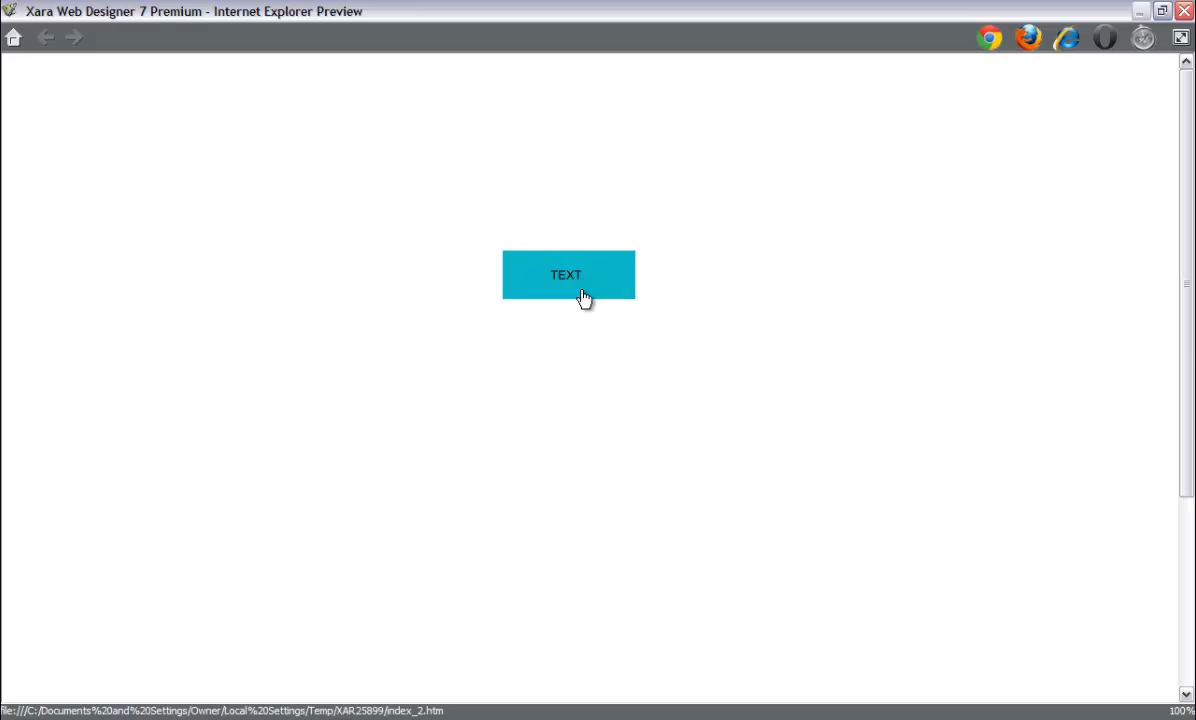 Xara Web Designer 7 Premium - Internet Explorer Preview
TEXT
file:///C:/Documents%20and%20Settings/Owner/Local%20Settings/Temp/XAR25899/index_2.htm
100%